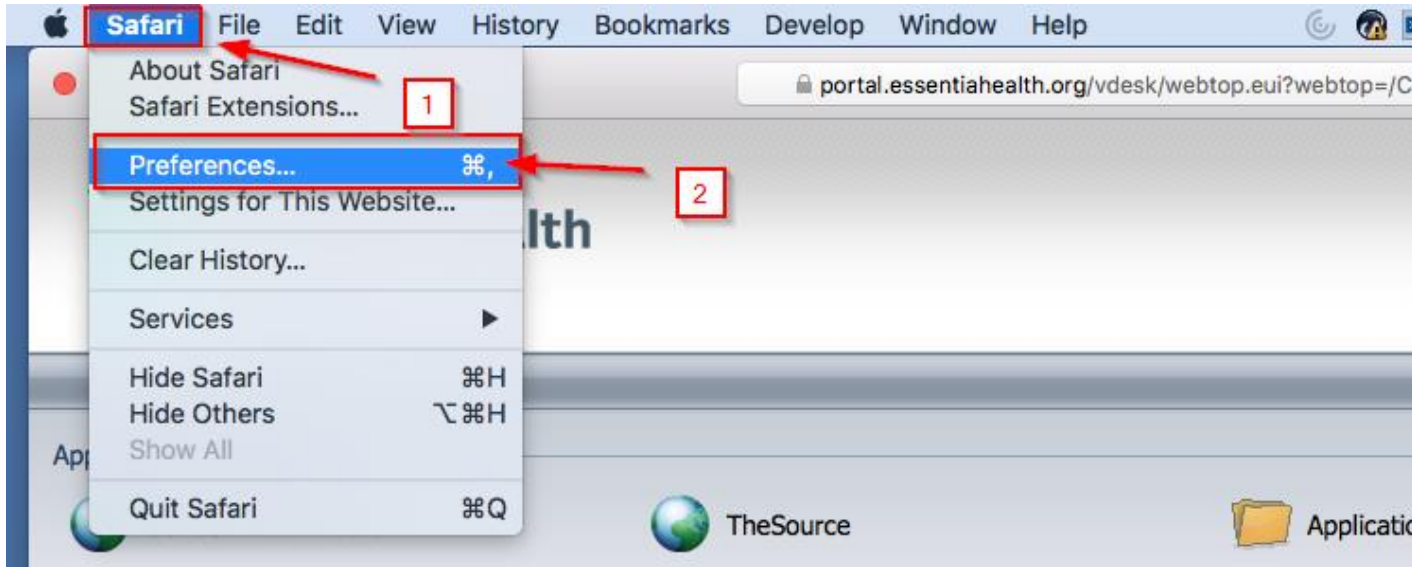 Safari File Edit View History Bookmarks Develop Window Help
About Safari
portal.essentiahealth.org/vdesk/webtop.eui?webtop=/C
Safari Extensions...
1
Preferences... ⌘,
2
Settings for This Website...
lth
Clear History...
Services ▶
Hide Safari ⌘H
Hide Others ⌥⌘H
App
Show All
Quit Safari ⌘Q
TheSource
Applicatio